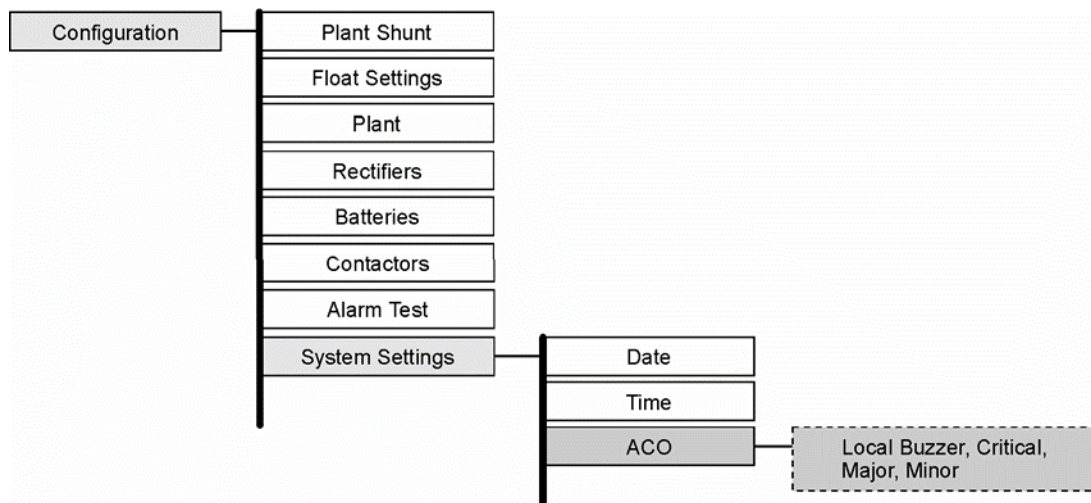 Configuration
Plant Shunt
Float Settings
Plant
Rectifiers
Batteries
Contactors
Alarm Test
System Settings
Date
Time
ACO
Local Buzzer, Critical,
Major, Minor